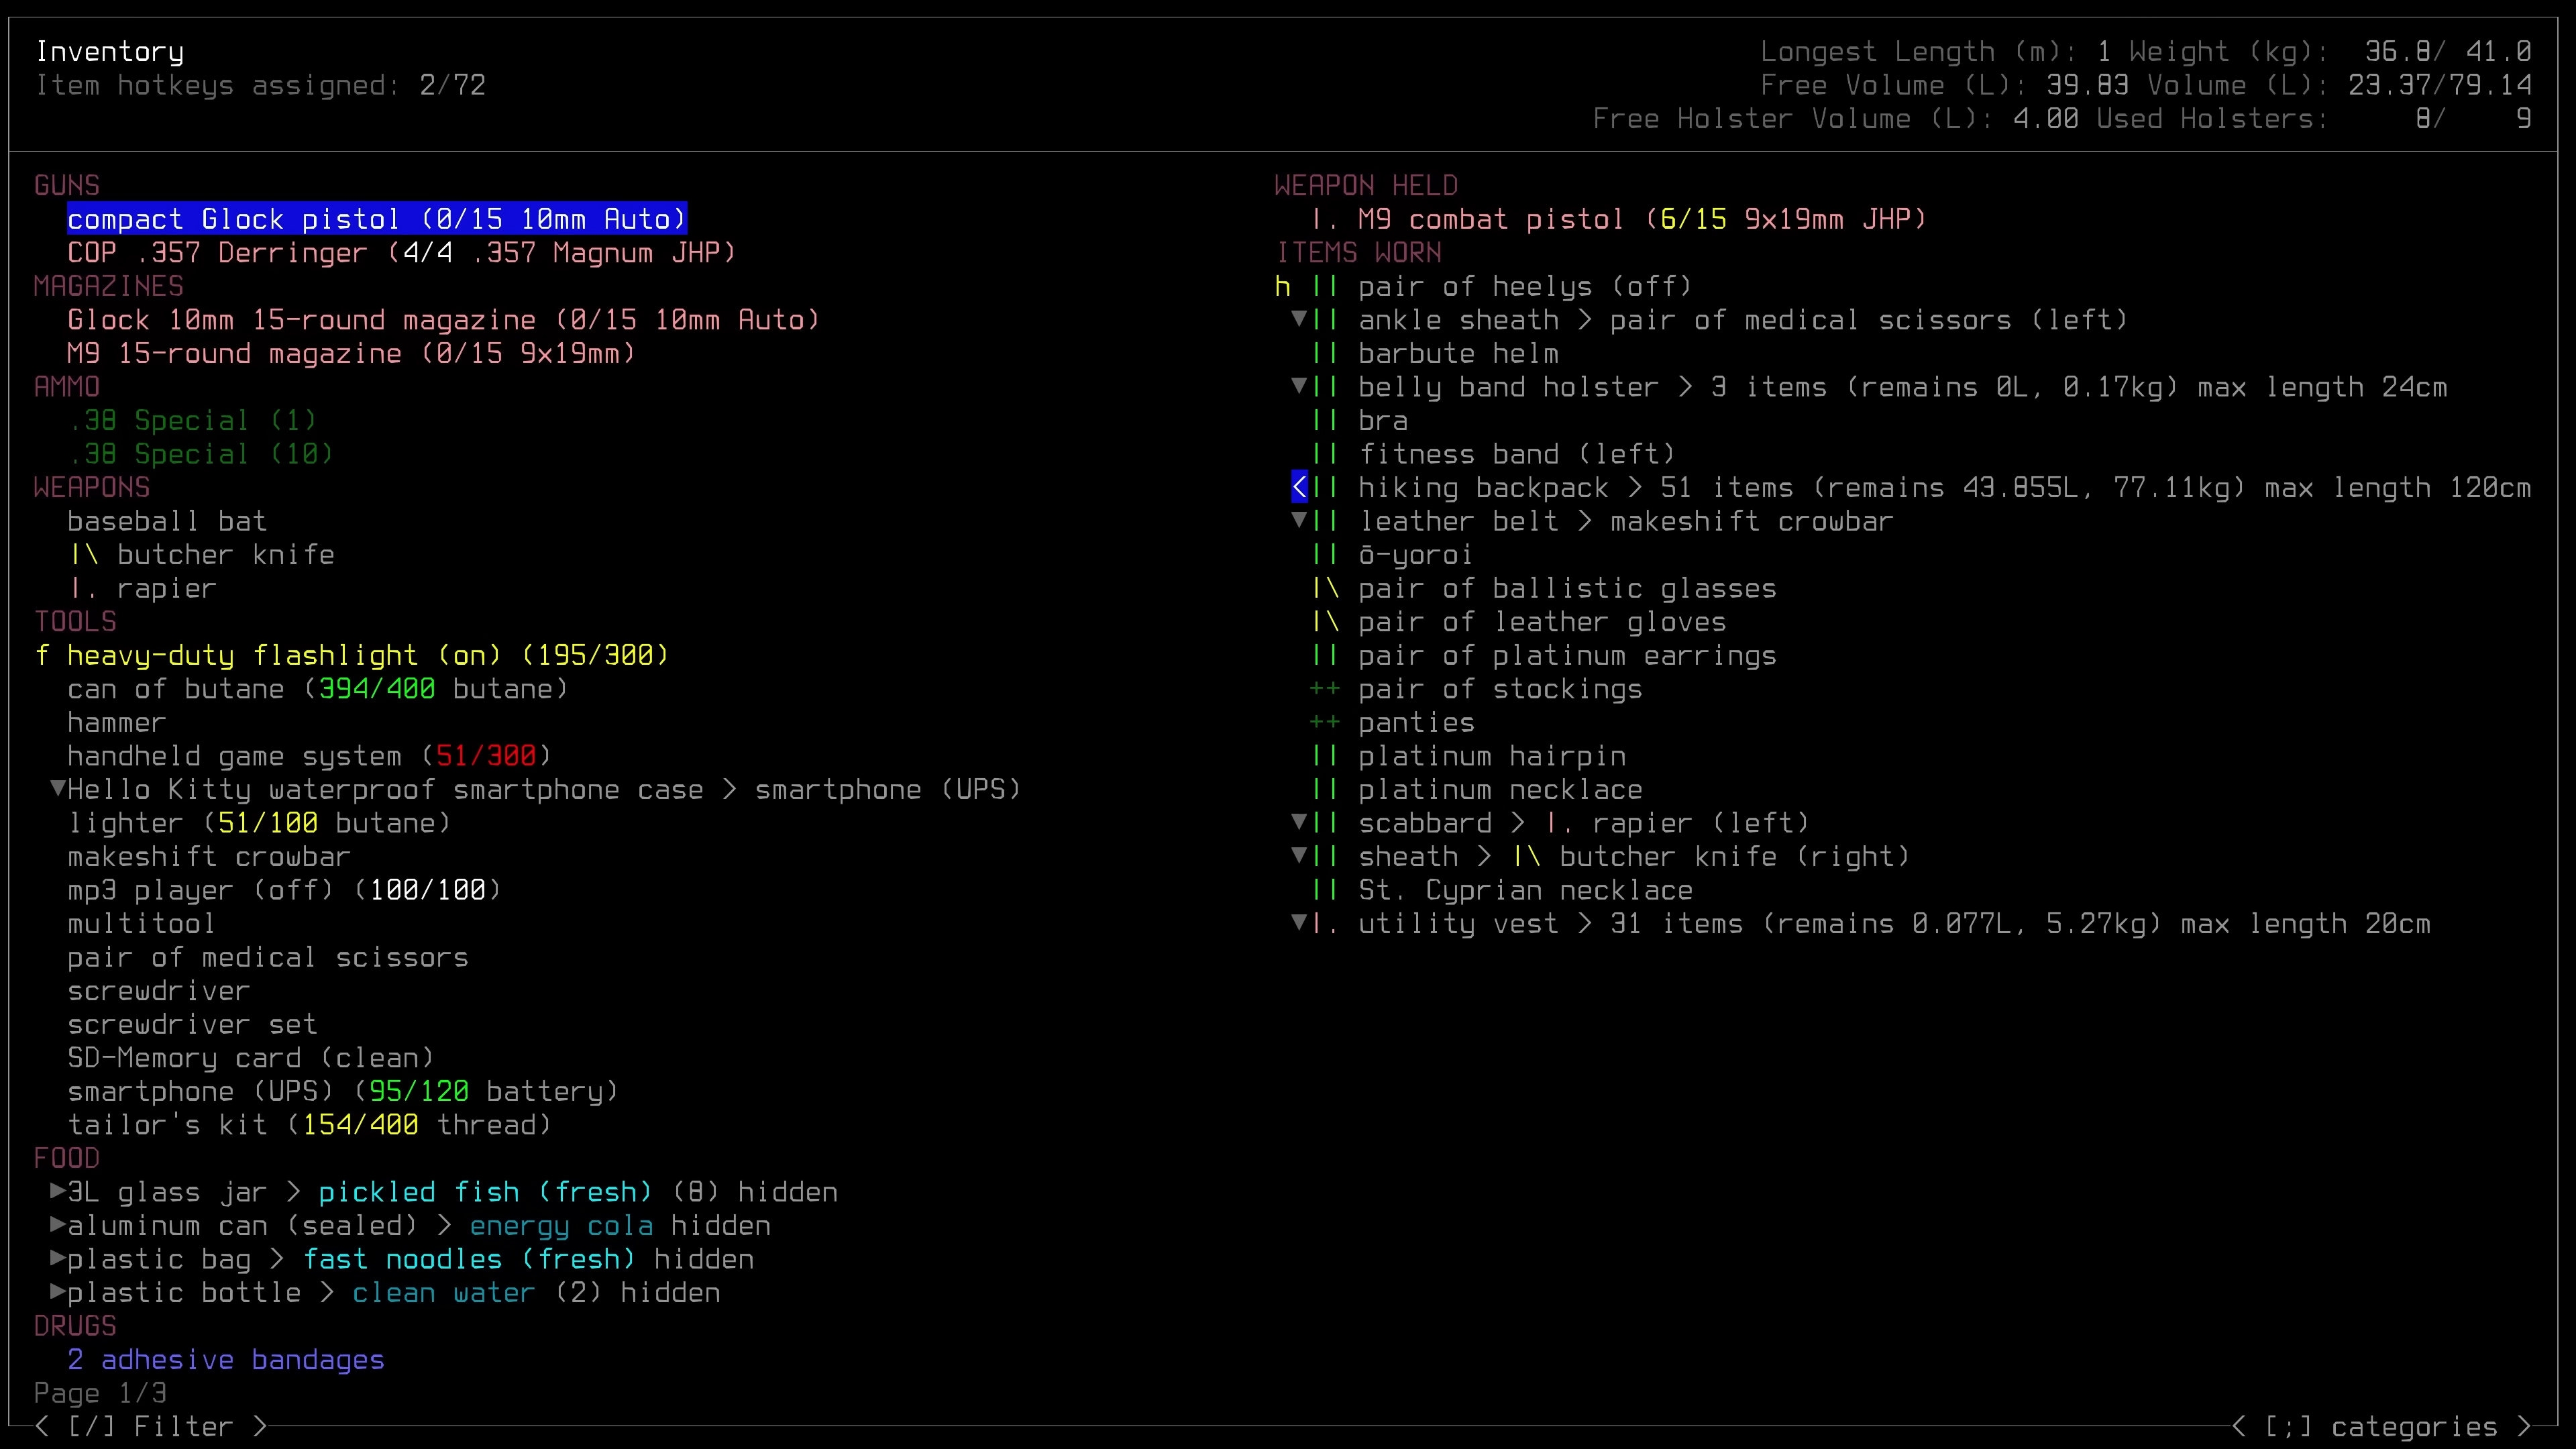 Inventory
Item hotkeys assigned: 2/72
Longest Length (m): 1 Weight (kg): 36.8/ 41.0
Free Volume (L): 39.83 Volume (L): 23.37/79.14
Free Holster Volume (L): 4.00 Used Holsters: 8/ 9
GUNS
compact Glock pistol (0/15 10mm Auto)
COP .357 Derringer (4/4 .357 Magnum JHP)
MAGAZINES
Glock 10mm 15-round magazine (0/15 10mm Auto)
M9 15-round magazine (0/15 9x19mm)
AMMO
.38 Special (1)
.38 Special (10)
WEAPONS
baseball bat
|\ butcher knife
|. rapier
TOOLS
f heavy-duty flashlight (on) (195/300)
can of butane (394/400 butane)
hammer
handheld game system (51/300)
▼Hello Kitty waterproof smartphone case > smartphone (UPS)
lighter (51/100 butane)
makeshift crowbar
mp3 player (off) (100/100)
multitool
pair of medical scissors
screwdriver
screwdriver set
SD-Memory card (clean)
smartphone (UPS) (95/120 battery)
tailor's kit (154/400 thread)
FOOD
▶3L glass jar > pickled fish (fresh) (8) hidden
▶aluminum can (sealed) > energy cola hidden
▶plastic bag > fast noodles (fresh) hidden
▶plastic bottle > clean water (2) hidden
DRUGS
2 adhesive bandages
Page 1/3
WEAPON HELD
|. M9 combat pistol (6/15 9x19mm JHP)
ITEMS WORN
h || pair of heelys (off)
▼|| ankle sheath > pair of medical scissors (left)
|| barbute helm
▼|| belly band holster > 3 items (remains 0L, 0.17kg) max length 24cm
|| bra
|| fitness band (left)
<|| hiking backpack > 51 items (remains 43.855L, 77.11kg) max length 120cm
▼|| leather belt > makeshift crowbar
|| ō-yoroi
|\ pair of ballistic glasses
|\ pair of leather gloves
|| pair of platinum earrings
++ pair of stockings
++ panties
|| platinum hairpin
|| platinum necklace
▼|| scabbard > |. rapier (left)
▼|| sheath > |\ butcher knife (right)
|| St. Cyprian necklace
▼|. utility vest > 31 items (remains 0.077L, 5.27kg) max length 20cm
< [/] Filter >
< [;] categories >